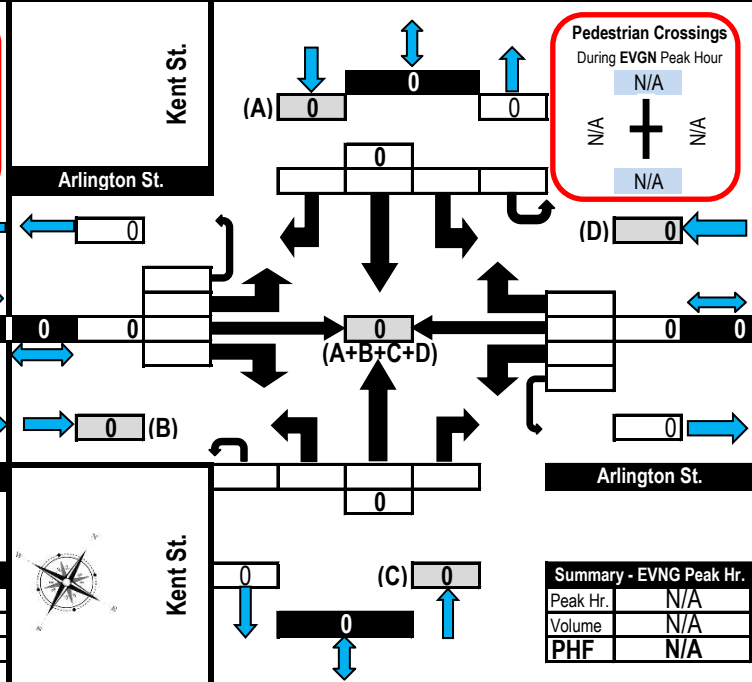 Pedestrian Crossings
During EVGN Peak Hour
N/A
N/A
N/A
N/A
Kent St.
0
(A) 0
0
0
Arlington St.
0
(D) 0
0 0
0
(A+B+C+D)
0 0
0 (B)
0
0
Arlington St.
Kent St.
0
(C) 0
0
Summary - EVNG Peak Hr.
Peak Hr. N/A
Volume N/A
PHF N/A